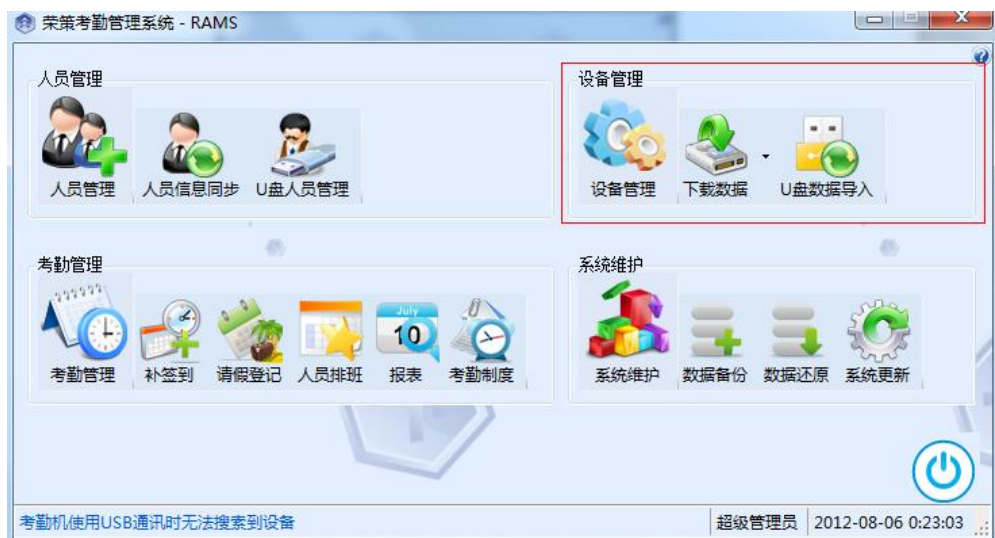 荣策考勤管理系统 - RAMS
人员管理
人员管理 人员信息同步 U盘人员管理
设备管理
设备管理 下载数据 U盘数据导入
考勤管理
July
10
考勤管理 补签到 请假登记 人员排班 报表 考勤制度
系统维护
系统维护 数据备份 数据还原 系统更新
考勤机使用USB通讯时无法搜索到设备 超级管理员 2012-08-06 0:23:03